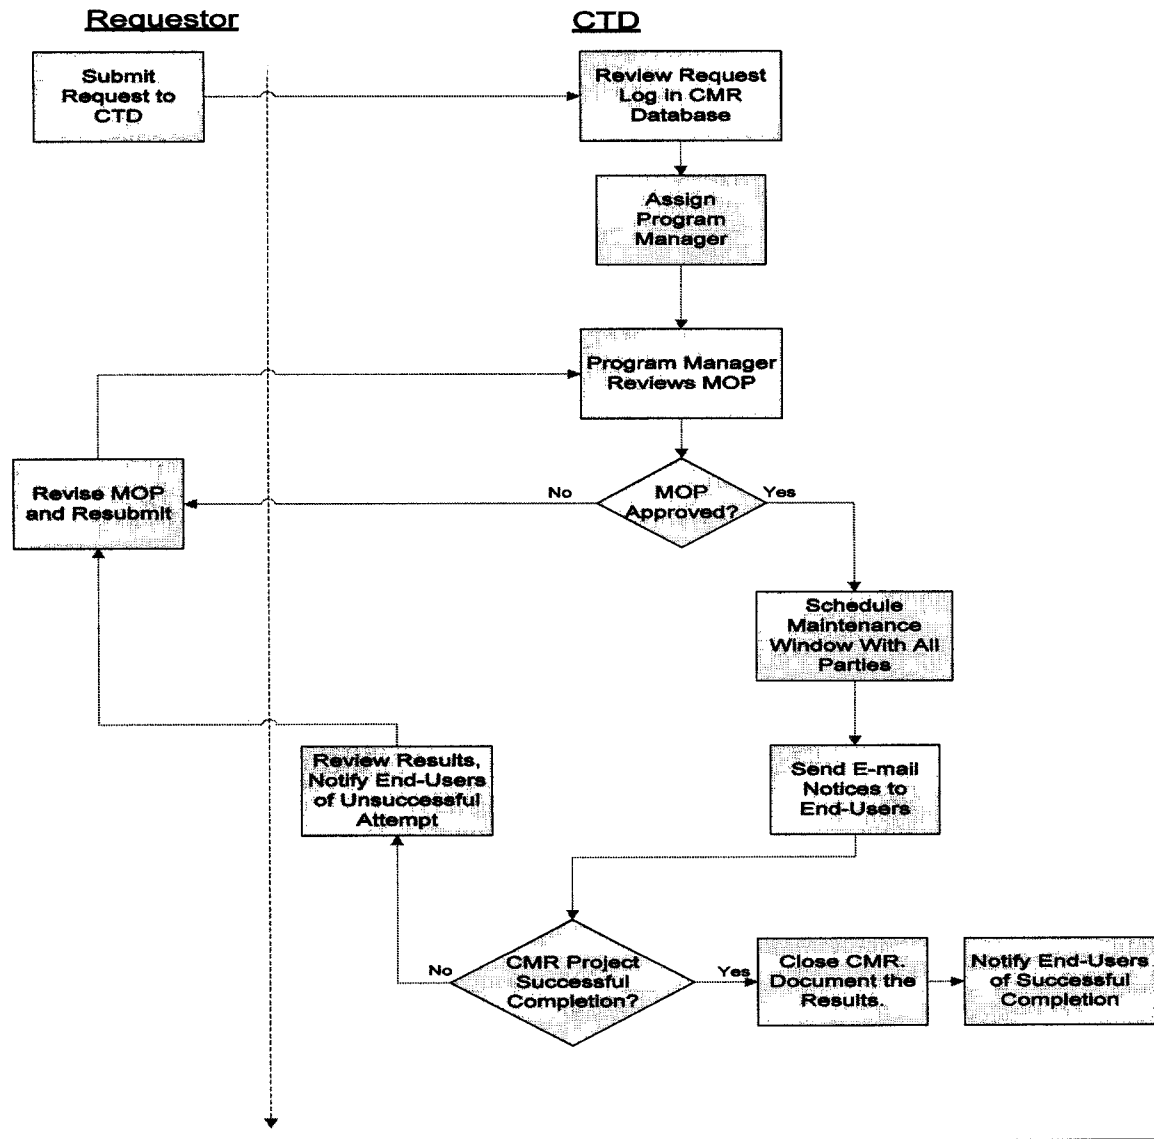 Requestor
CTD
Submit
Request to
CTD
Review Request
Log in CMR
Database
Assign
Program
Manager
Program Manager
Reviews MOP
Revise MOP
and Resubmit
No
MOP
Approved?
Yes
Schedule
Maintenance
Window With All
Parties
Review Results,
Notify End-Users
of Unsuccessful
Attempt
Send E-mail
Notices to
End-Users
No
CMR Project
Successful
Completion?
Yes
Close CMR.
Document the
Results.
Notify End-Users
of Successful
Completion